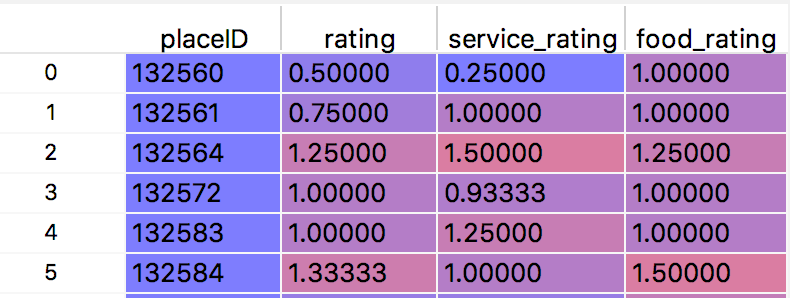 placeID rating service_rating food_rating
0 132560 0.50000 0.25000 1.00000
1 132561 0.75000 1.00000 1.00000
2 132564 1.25000 1.50000 1.25000
3 132572 1.00000 0.93333 1.00000
4 132583 1.00000 1.25000 1.00000
5 132584 1.33333 1.00000 1.50000